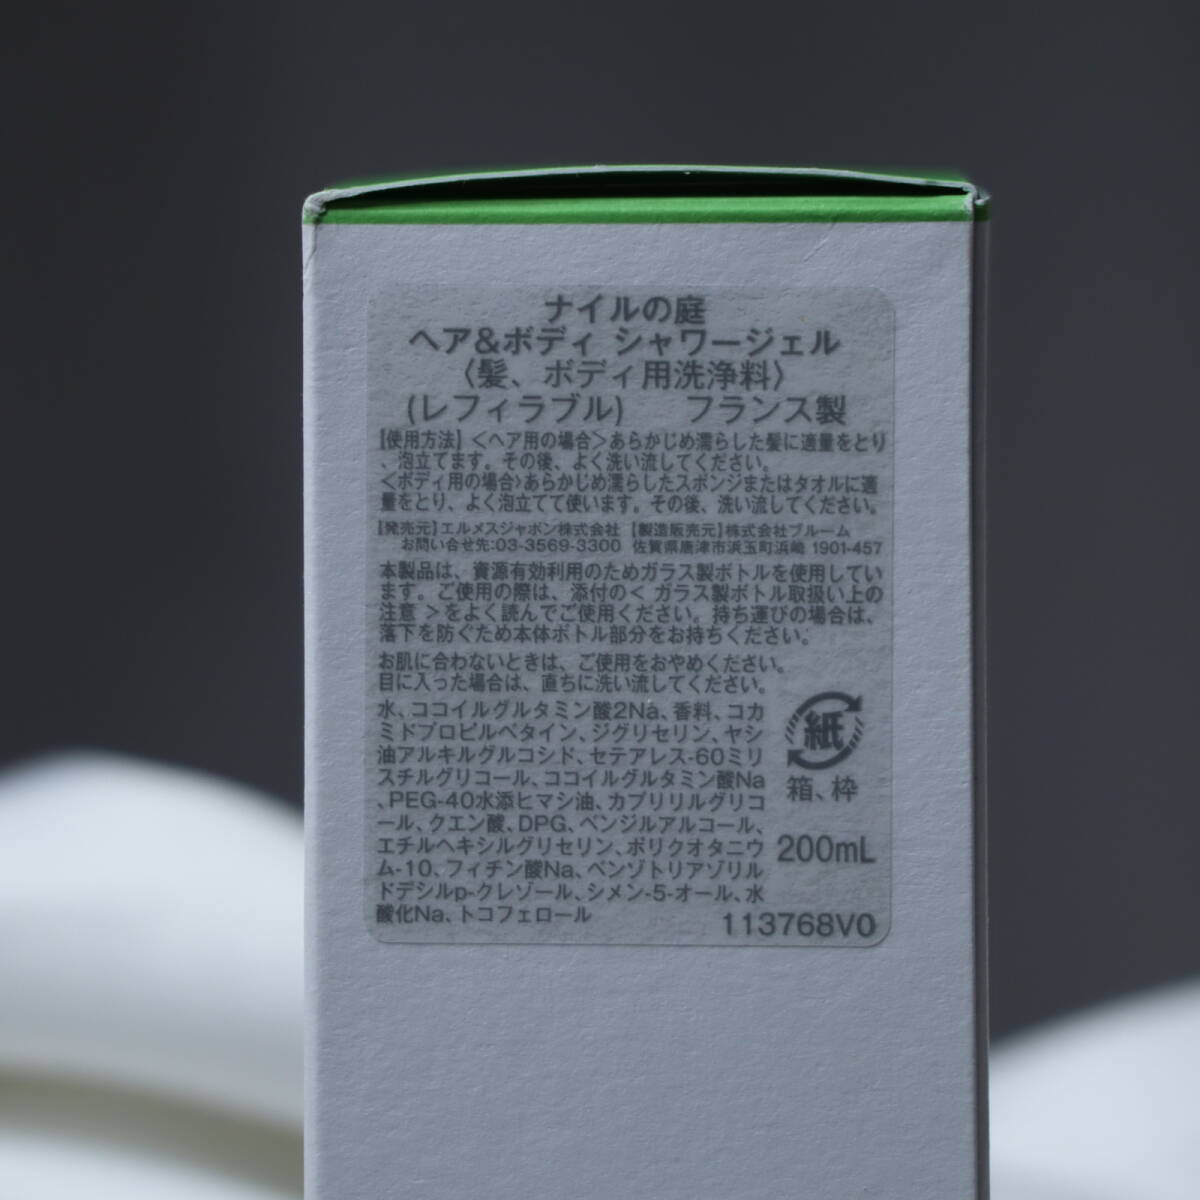 ナイルの庭
ヘア&ボディ シャワージェル
〈髪、ボディ用洗浄料〉
(レフィラブル) フランス製
【使用方法】<ヘア用の場合>あらかじめ濡らした髪に適量をとり
、泡立てます。その後、よく洗い流してください。
<ボディ用の場合>あらかじめ濡らしたスポンジまたはタオルに適
量をとり、よく泡立てて使います。その後、洗い流してください。
【発売元】エルメスジャポン株式会社 【製造販売元】株式会社ブルーム
お問い合せ先:03-3569-3300 佐賀県唐津市浜玉町浜崎 1901-457
本製品は、資源有効利用のためガラス製ボトルを使用してい
ます。ご使用の際は、添付の< ガラス製ボトル取扱い上の
注意 >をよく読んでご使用ください。持ち運びの場合は、
落下を防ぐため本体ボトル部分をお持ちください。
お肌に合わないときは、ご使用をおやめください。
目に入った場合は、直ちに洗い流してください。
水、ココイルグルタミン酸2Na、香料、コカ
ミドプロピルベタイン、ジグリセリン、ヤシ
油アルキルグルコシド、セテアレス-60ミリ
スチルグリコール、ココイルグルタミン酸Na
、PEG-40水添ヒマシ油、カプリリルグリコ
ール、クエン酸、DPG、ベンジルアルコール、
エチルヘキシルグリセリン、ポリクオタニウ
ム-10、フィチン酸Na、ベンゾトリアゾリル
ドデシルp-クレゾール、シメン-5-オール、水
酸化Na、トコフェロール
紙
箱、枠
200mL
113768V0